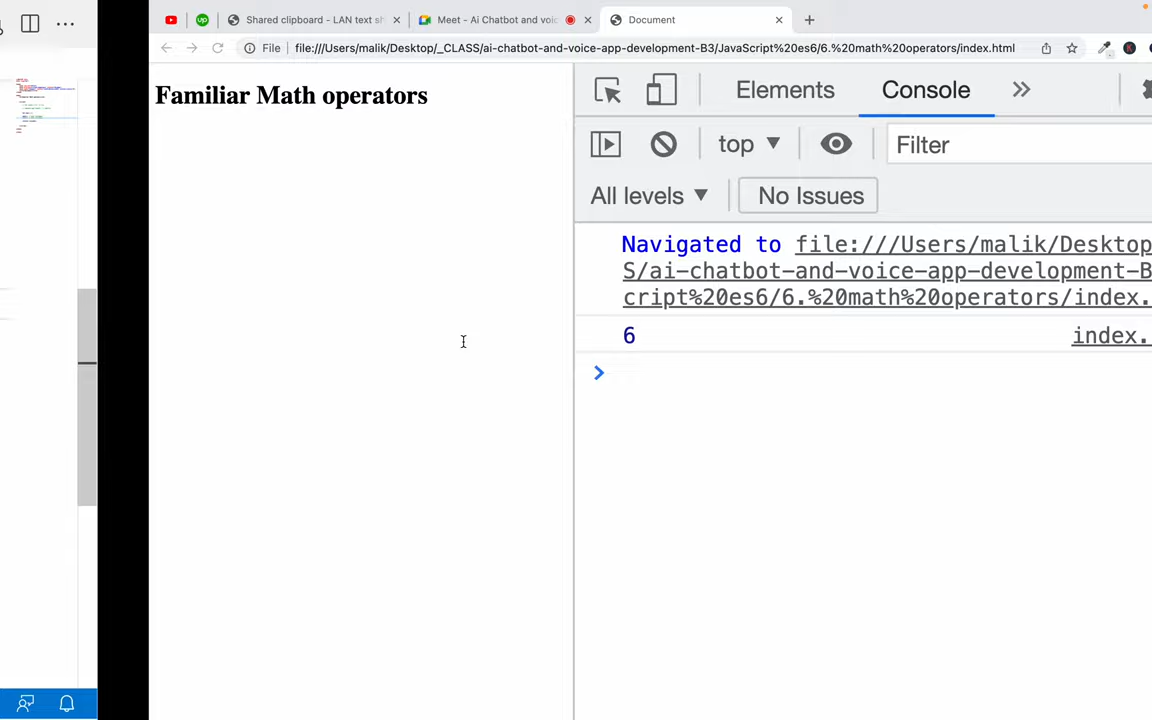 Shared clipboard - LAN text sh
Meet - Ai Chatbot and voic
Document
File
file:///Users/malik/Desktop/_CLASS/ai-chatbot-and-voice-app-development-B3/JavaScript%20es6/6.%20math%20operators/index.html
Familiar Math operators
Elements
Console
top
Filter
All levels
No Issues
Navigated to file:///Users/malik/Desktop
S/ai-chatbot-and-voice-app-development-B
cript%20es6/6.%20math%20operators/index.
6 index.